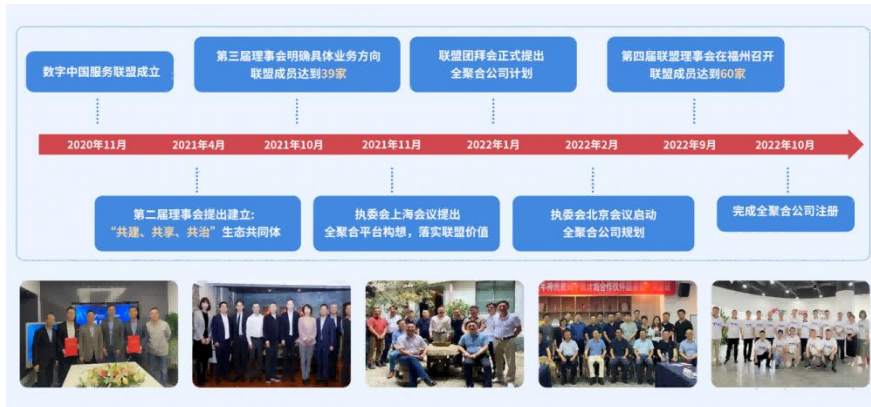 数字中国服务联盟成立
第三届理事会明确具体业务方向
联盟成员达到39家
联盟团拜会正式提出
全聚合公司计划
第四届联盟理事会在福州召开
联盟成员达到60家
2020年11月
2021年4月
2021年10月
2021年11月
2022年1月
2022年2月
2022年9月
2022年10月
第二届理事会提出建立:
“共建、共享、共治”生态共同体
执委会上海会议提出
全聚合平台构想，落实联盟价值
执委会北京会议启动
全聚合公司规划
完成全聚合公司注册